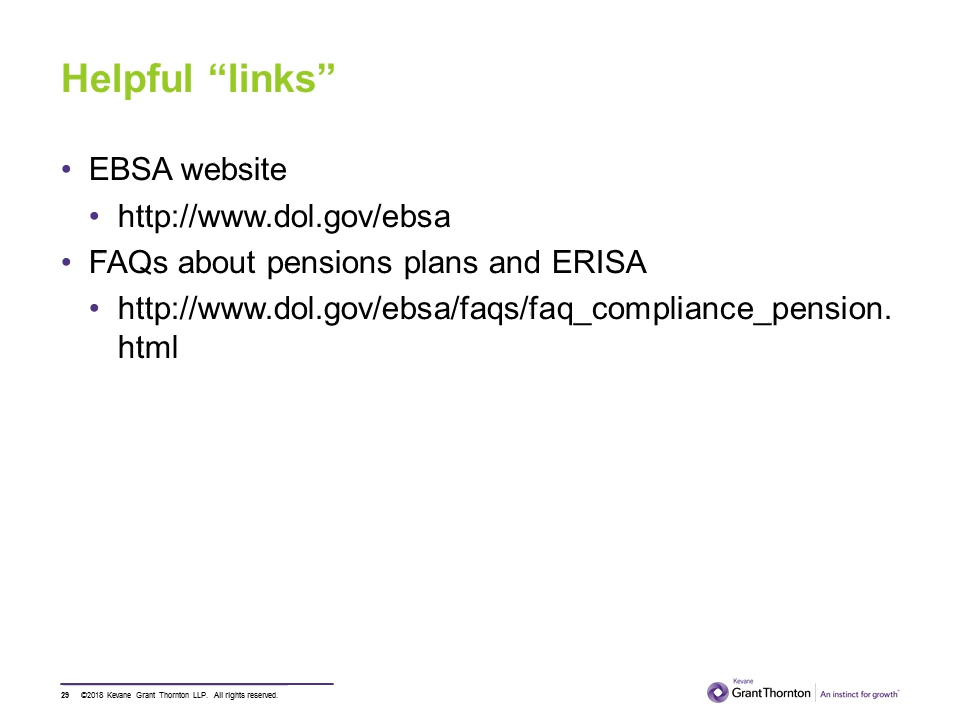 Helpful “links”
• EBSA website
• http://www.dol.gov/ebsa
• FAQs about pensions plans and ERISA
• http://www.dol.gov/ebsa/faqs/faq_compliance_pension.
html
29 ©2018 Kevane Grant Thornton LLP. All rights reserved.
Kevane
GrantThornton | An instinct for growth™